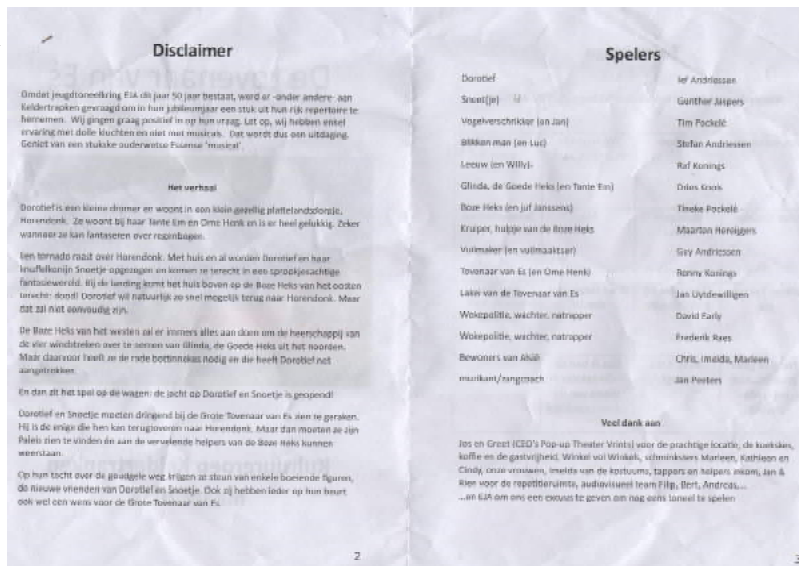 Disclaimer
Omdat jeugdtoneelkring EJA dit jaar 50 jaar bestaat, werd er -onder andere- aan
Keldertrapken gevraagd om in hun jubileumjaar een stuk uit hun rijk repertoire te
hernemen. Wij gingen graag positief in op hun vraag. Let op, wij hebben enkel
ervaring met dolle kluchten en niet met musicals. Dat wordt dus een uitdaging.
Geniet van een stukske ouderwetse Essense 'musical'.
Het verhaal
Dorotief is een kleine dromer en woont in een klein gezellig plattelandsdorpje,
Horendonk. Ze woont bij haar Tante Em en Ome Henk en is er heel gelukkig. Zeker
wanneer ze kan fantaseren over regenbogen.
Een tornado raast over Horendonk. Met huis en al worden Dorotief en haar
knuffelkonijn Snoetje opgezogen en komen ze terecht in een sprookjesachtige
fantasiewereld. Bij de landing komt het huis boven op de Boze Heks van het oosten
terecht: dood! Dorotief wil natuurlijk zo snel mogelijk terug naar Horendonk. Maar
dat zal niet eenvoudig zijn.
De Boze Heks van het westen zal er immers alles aan doen om de heerschappij van
de vier windstreken over te nemen van Glinda, de Goede Heks uit het noorden.
Maar daarvoor heeft ze de rode bottinnekes nodig en die heeft Dorotief net
aangetrokken.
En dan zit het spel op de wagen: de jacht op Dorotief en Snoetje is geopend!
Dorotief en Snoetje moeten dringend bij de Grote Tovenaar van Es zien te geraken.
Hij is de enige die hen kan terugtoveren naar Horendonk. Maar dan moeten ze zijn
Paleis zien te vinden én aan de vervelende helpers van de Boze Heks kunnen
weerstaan.
Op hun tocht over de goudgele weg krijgen ze steun van enkele boeiende figuren,
de nieuwe vrienden van Dorotief en Snoetje. Ook zij hebben ieder op hun beurt
ook wel een wens voor de Grote Tovenaar van Es.
2
Spelers
Dorotief Jef Andriessen
Snoet(je) Gunther Jaspers
Vogelverschrikker (en Jan) Tim Pockelé
Blikken man (en Luc) Stefan Andriessen
Leeuw (en Willy) Raf Konings
Glinda, de Goede Heks (en Tante Em)
Boze Heks (en juf Janssens) Tineke Pockelé
Kruiper, hulpje van de Boze Heks Maarten Hereijgers
Vuilmaker (en vuilmaakster) Guy Andriessen
Tovenaar van Es (en Ome Henk) Ronny Konings
Lakei van de Tovenaar van Es Jan Uytdewilligen
Wokepolitie, wachter, natrapper David Farly
Wokepolitie, wachter, natrapper Frederik Raes
Bewoners van Ahah Chris, Imelda, Marleen
muzikant/zangcoach Jan Peeters
Veel dank aan
Jos en Greet (CEO's Pop-up Theater Vrints) voor de prachtige locatie, de koekskes,
koffie en de gastvrijheid, Winkel vol Winkels, schminksters Marleen, Kathleen en
Cindy, onze vrouwen, Imelda van de kostuums, tappers en helpers inkom, Jan &
Rien voor de repetitieruimte, audiovisueel team Filip, Bert, Andreas...
...en EJA om ons een excuus te geven om nog eens toneel te spelen
3